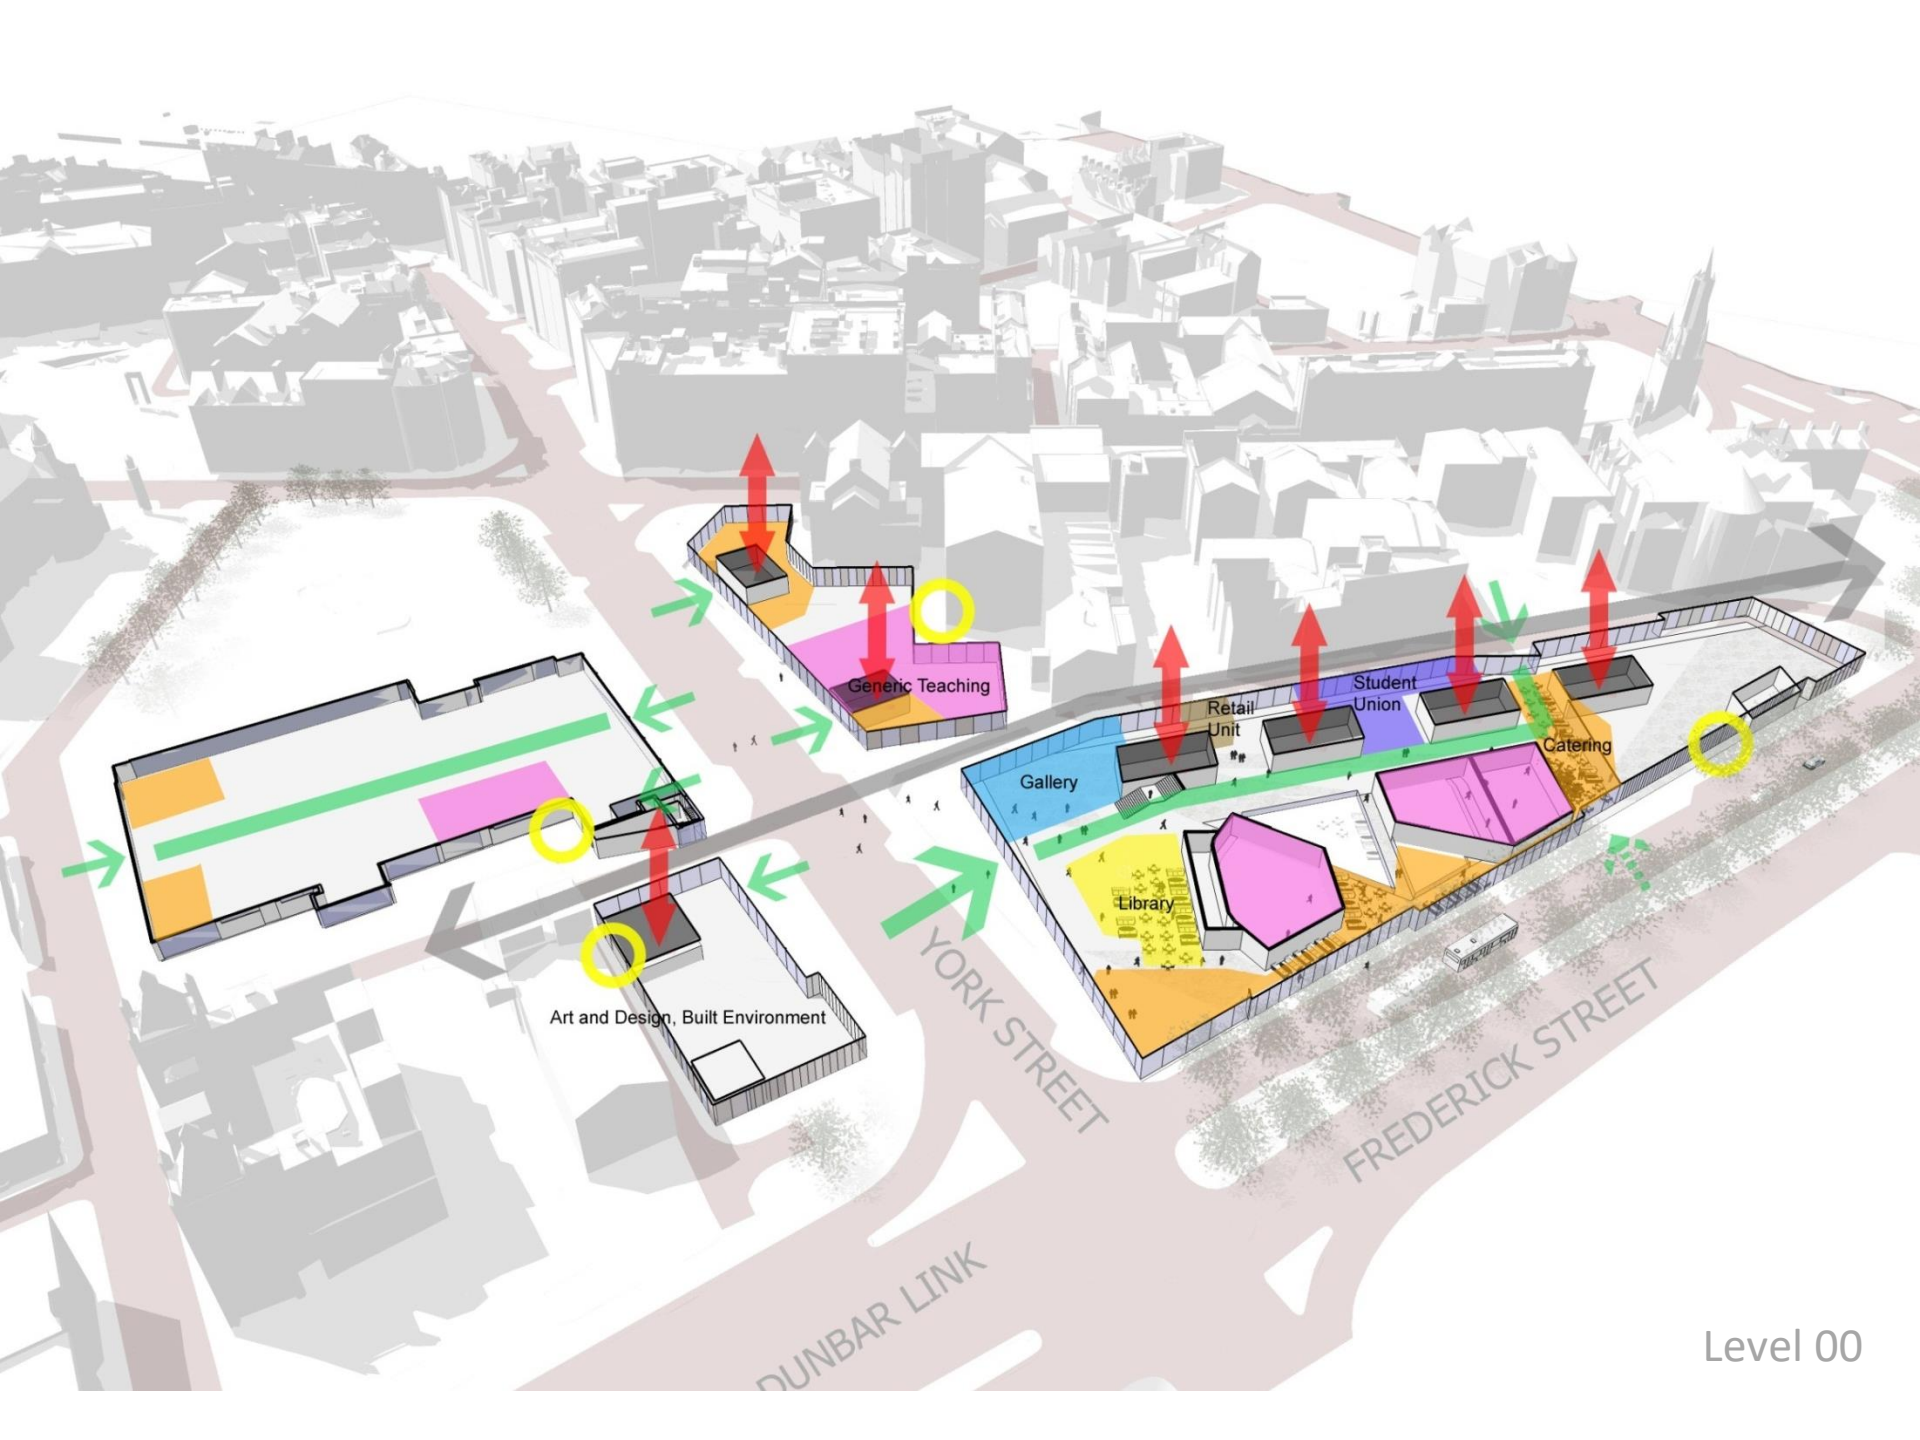 Generic Teaching
Student
Union
Retail
Unit
Catering
Gallery
Library
Art and Design, Built Environment
YORK STREET
FREDERICK STREET
DUNBAR LINK
Level 00